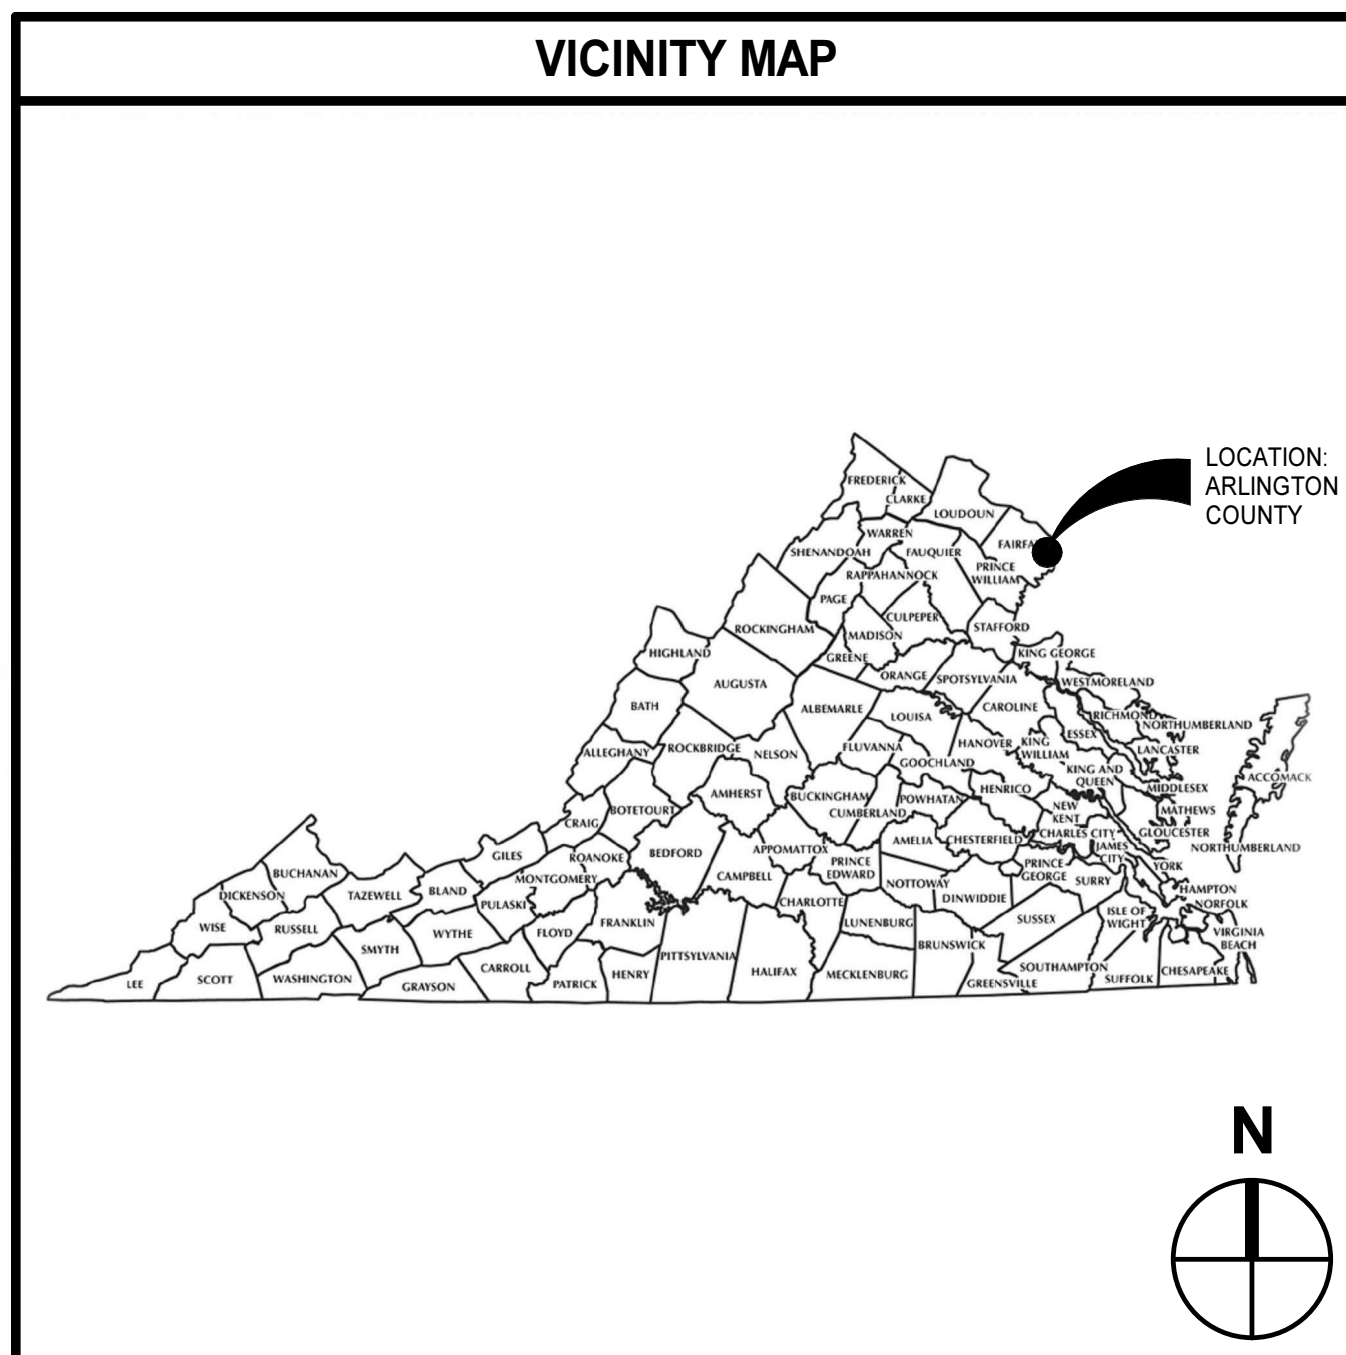 VICINITY MAP
LOCATION:
ARLINGTON
COUNTY
FREDERICK
CLARKE
LOUDOUN
WARREN
FAIRFA
SHENANDOAH
FAUQUIER
PRINCE
WILLIAM
RAPPAHANNOCK
PAGE
CULPEPER
STAFFORD
ROCKINGHAM
MADISON
HIGHLAND
GREENE
KING GEORGE
ORANGE
SPOTSYLVANIA
WESTMORELAND
AUGUSTA
BATH
ALBEMARLE
CAROLINE
LOUISA
RICHMOND
NORTHUMBERLAND
ESSEX
ALLEGHANY
ROCKBRIDGE
NELSON
FLUVANNA
HANOVER
KING
WILLIAM
LANCASTER
GOOCHLAND
KING AND
QUEEN
ACCOMACK
AMHERST
BUCKINGHAM
HENRICO
MIDDLESEX
POWHATAN
BOTETOURT
CUMBERLAND
NEW
KENT
MATHEWS
CRAIG
CHARLES CITY
GLOUCESTER
AMELIA
CHESTERFIELD
JAMES
CITY
NORTHUMBERLAND
GILES
ROANOKE
BEDFORD
APPOMATTOX
PRINCE
EDWARD
PRINCE
GEORGE
YORK
BUCHANAN
MONTGOMERY
CAMPBELL
NOTTOWAY
SURRY
HAMPTON
DICKENSON
TAZEWELL
BLAND
PULASKI
CHARLOTTE
DINWIDDIE
NORFOLK
WISE
RUSSELL
WYTHE
FLOYD
FRANKLIN
LUNENBURG
SUSSEX
ISLE OF
WIGHT
VIRGINIA
BEACH
SMYTH
BRUNSWICK
PITTSYLVANIA
LEE
SCOTT
WASHINGTON
GRAYSON
CARROLL
PATRICK
HENRY
HALIFAX
MECKLENBURG
GREENSVILLE
SOUTHAMPTON
SUFFOLK
CHESAPEAKE
N